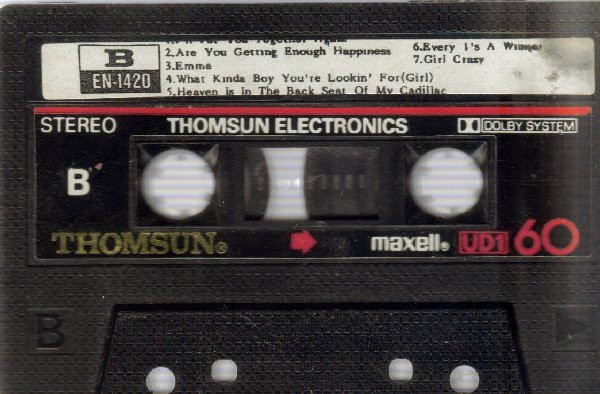 B
EN-1420
2.Are You Getting Enough Happiness
3.Emma
4.What Kinda Boy You're Lookin' For(Girl)
5.Heaven is In The Back Seat Of My Cadillac
6.Every 1's A Winner
7.Girl Crazy
STEREO THOMSUN ELECTRONICS DOLBY SYSTEM
B
THOMSUN® maxell® UD1 60
B